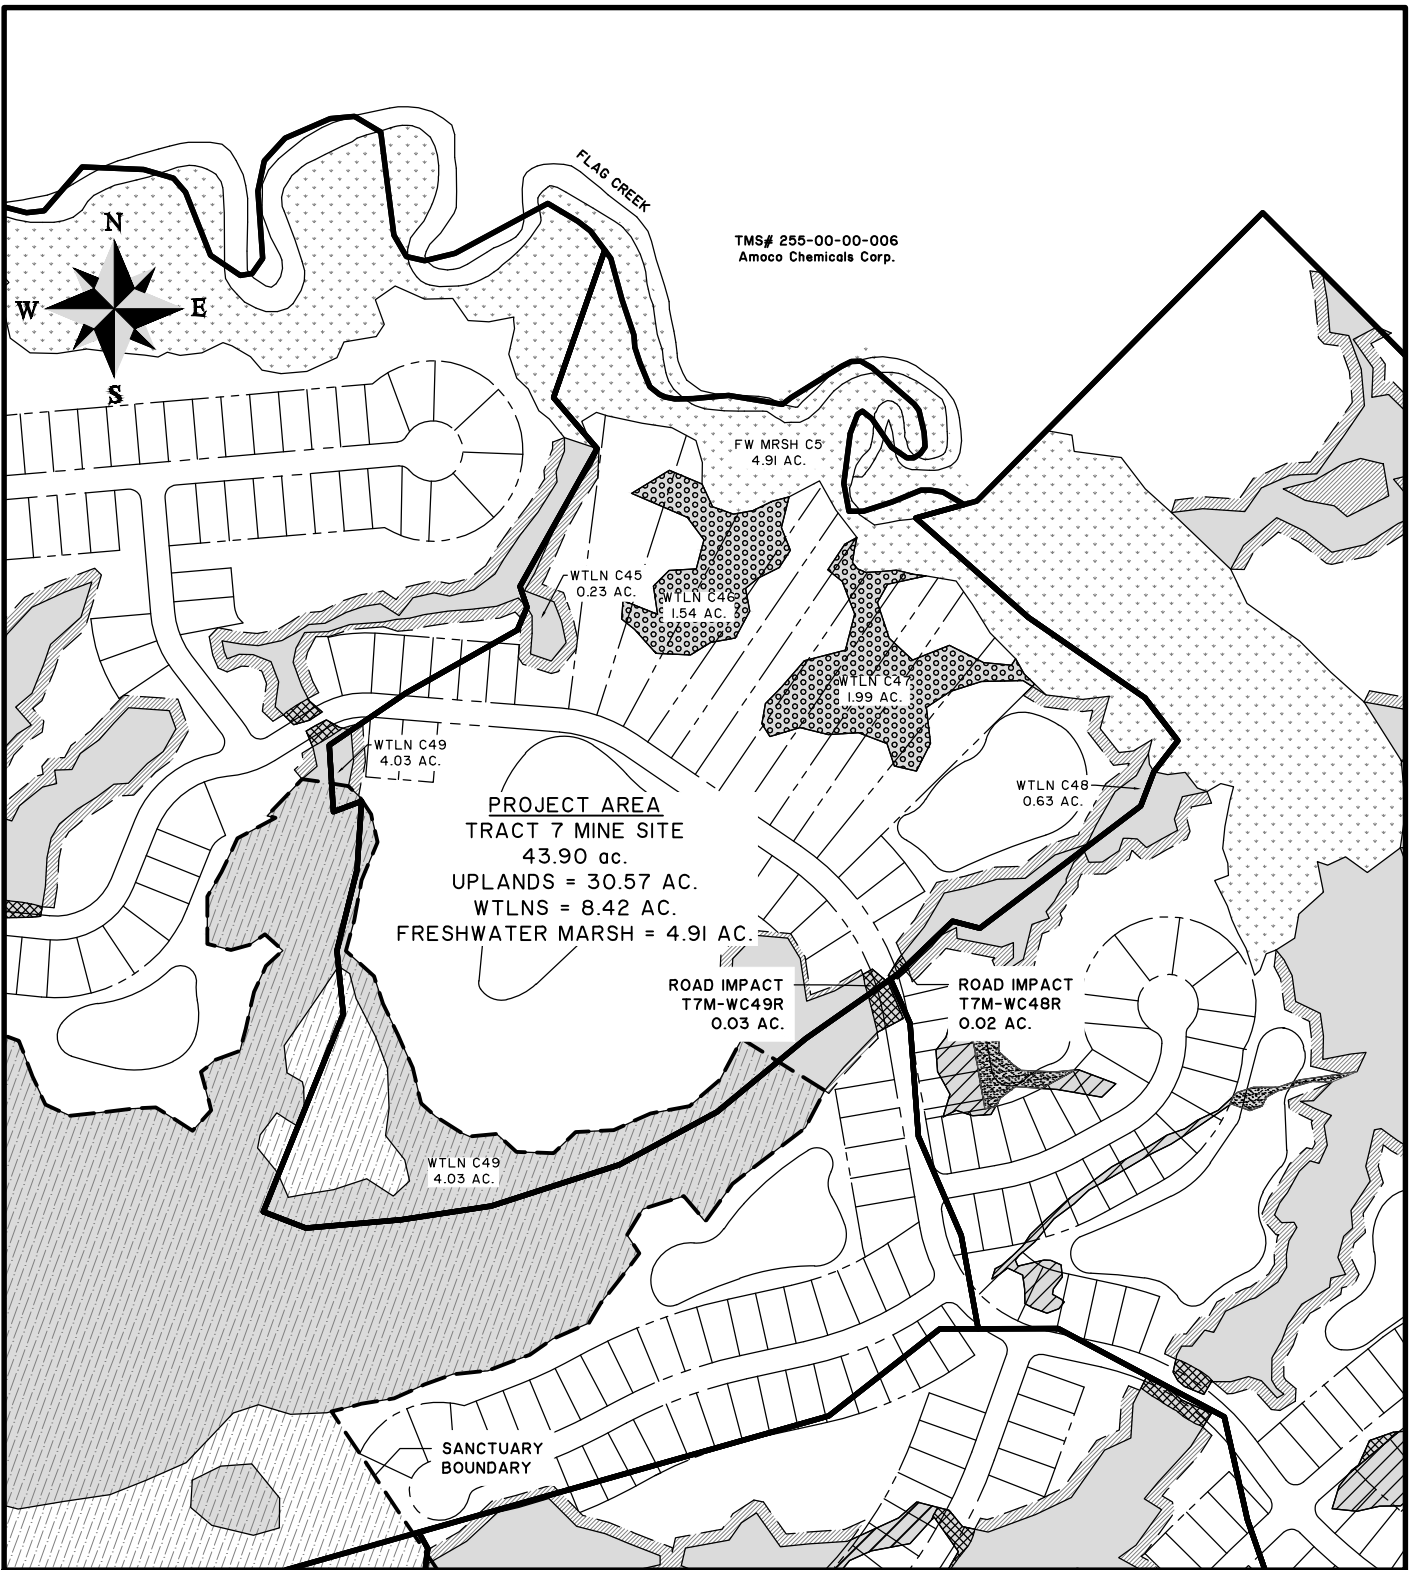 FLAG CREEK
N
W
E
S
TMS# 255-00-00-006
Amoco Chemicals Corp.
FW MRSH C5
4.91 AC.
WTLN C45
0.23 AC.
WTLN C46
1.54 AC.
WTLN C47
1.99 AC.
WTLN C49
4.03 AC.
WTLN C48
0.63 AC.
PROJECT AREA
TRACT 7 MINE SITE
43.90 ac.
UPLANDS = 30.57 AC.
WTLNS = 8.42 AC.
FRESHWATER MARSH = 4.91 AC.
ROAD IMPACT
T7M-WC49R
0.03 AC.
ROAD IMPACT
T7M-WC48R
0.02 AC.
WTLN C49
4.03 AC.
SANCTUARY
BOUNDARY